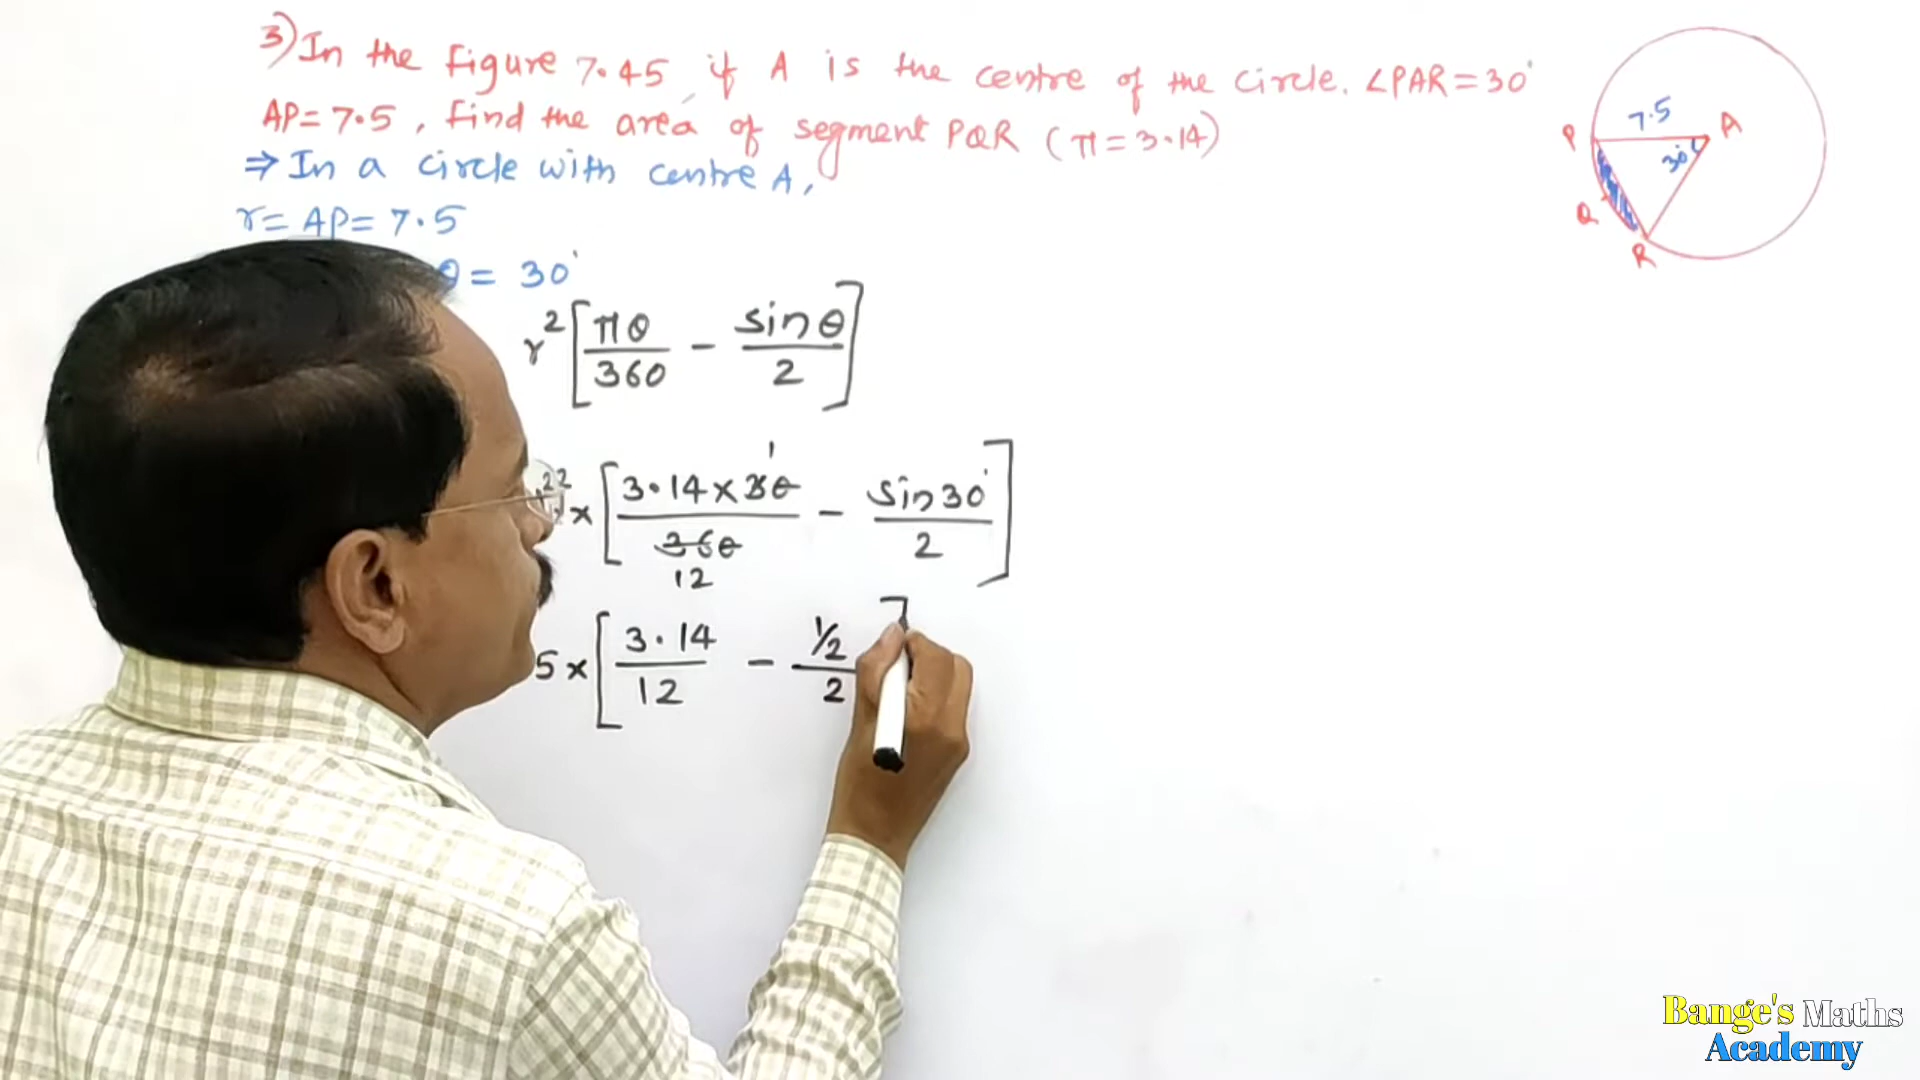 3) In the figure 7.45 if A is the centre of the circle. ∠PAR = 30°
AP = 7.5, find the area of segment PQR (π = 3.14)
⇒ In a circle with centre A,
r = AP = 7.5
θ = 30°
r² [πθ/360 - sinθ/2]
² × [3.14 × 30/360 - sin30°/2]
1
12
5 × [3.14/12 - ½/2]
7.5
P
A
30°
Q
R
Bange's Maths
Academy